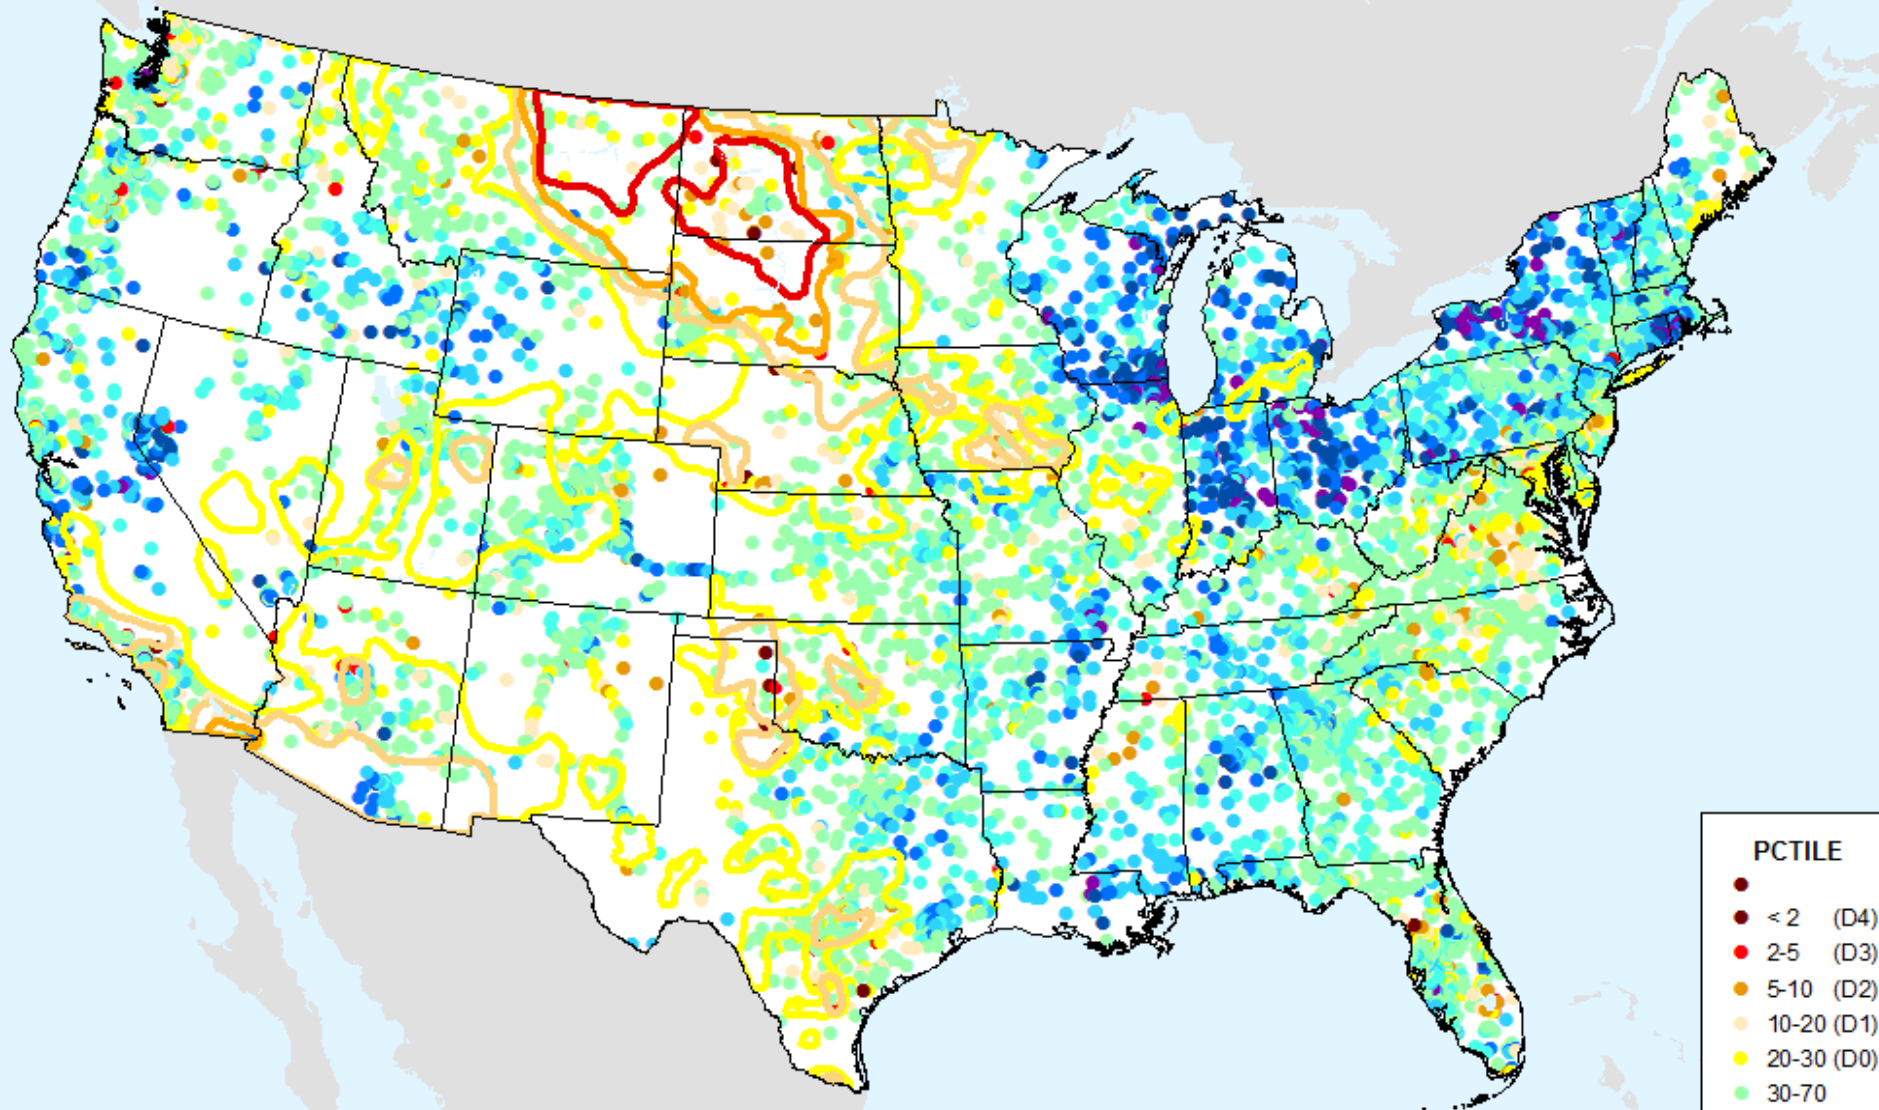 PCTILE
< 2 (D4)
2-5 (D3)
5-10 (D2)
10-20 (D1)
20-30 (D0)
30-70